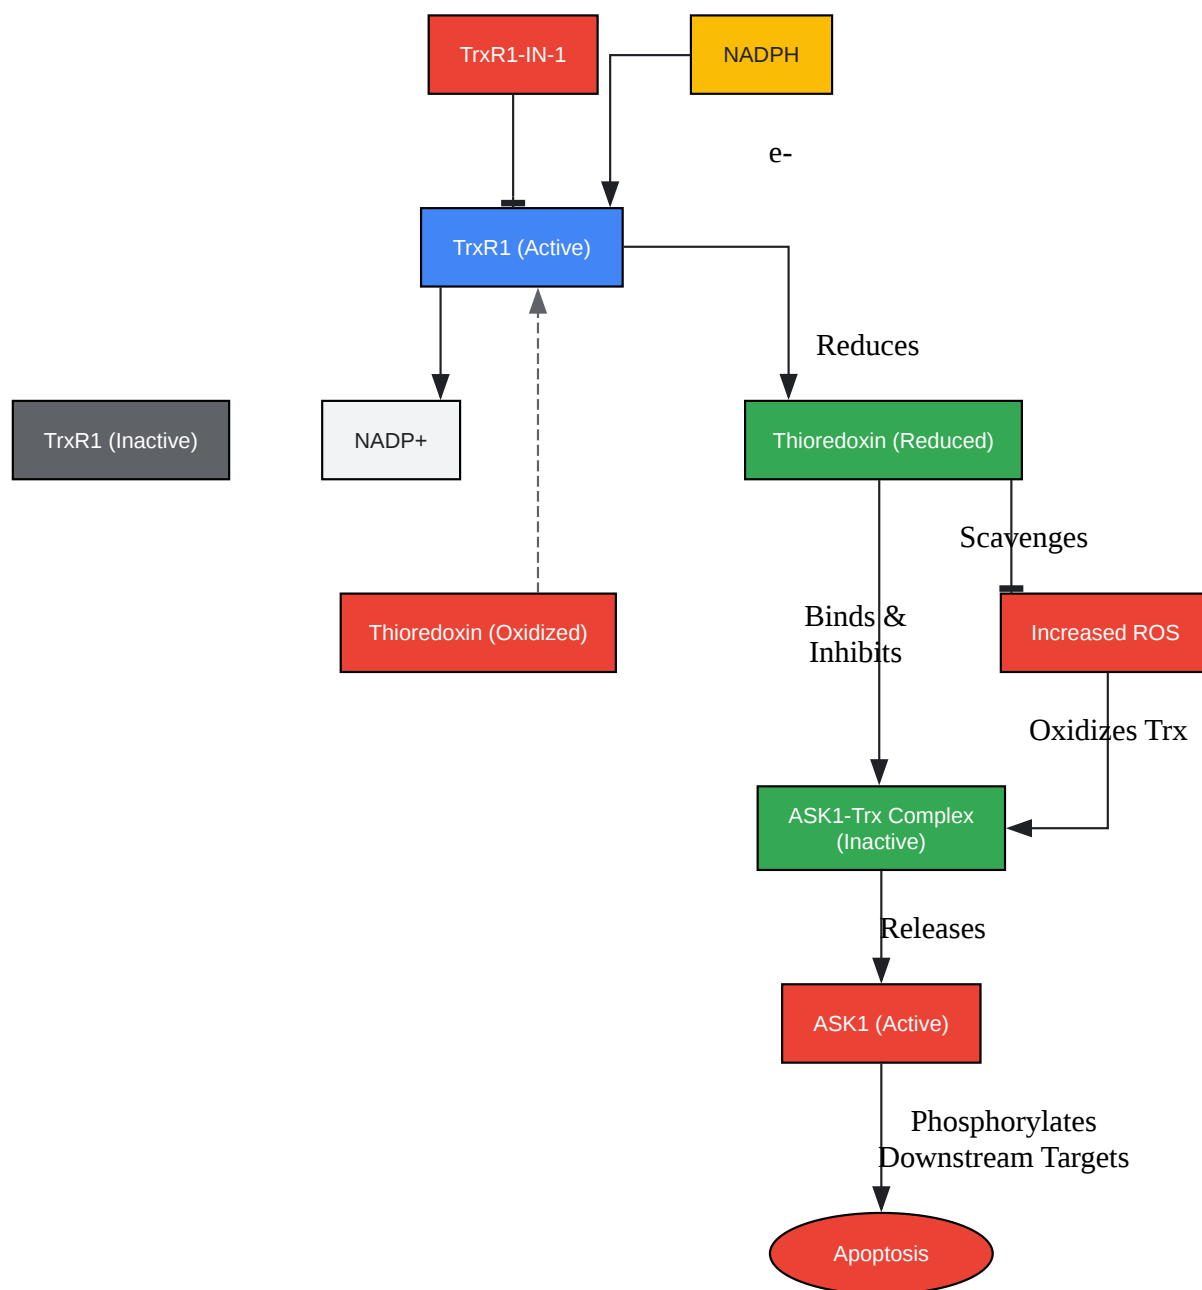 TrxR1-IN-1
NADPH
e-
TrxR1 (Active)
Reduces
TrxR1 (Inactive)
NADP+
Thioredoxin (Reduced)
Scavenges
Binds &
Inhibits
Thioredoxin (Oxidized)
Increased ROS
Oxidizes Trx
ASK1-Trx Complex
(Inactive)
Releases
ASK1 (Active)
Phosphorylates
Downstream Targets
Apoptosis